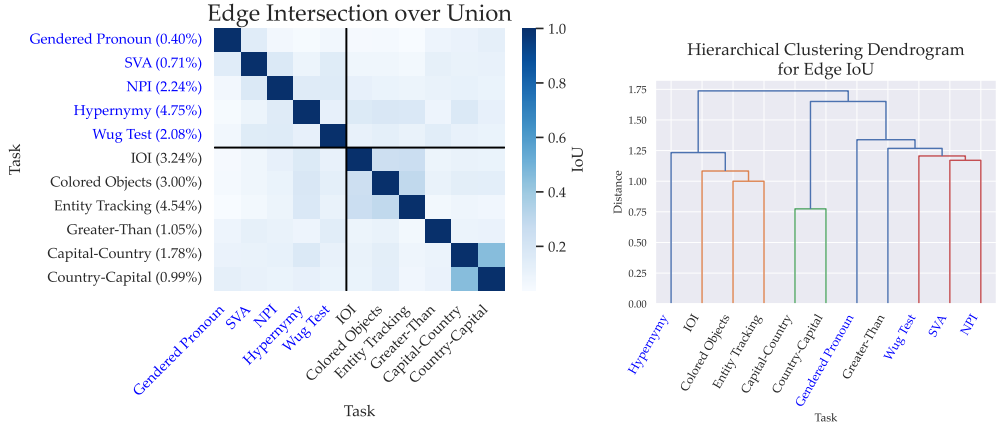 Edge Intersection over Union
Task
Gendered Pronoun (0.40%)
SVA (0.71%)
NPI (2.24%)
Hypernymy (4.75%)
Wug Test (2.08%)
IOI (3.24%)
Colored Objects (3.00%)
Entity Tracking (4.54%)
Greater-Than (1.05%)
Capital-Country (1.78%)
Country-Capital (0.99%)
Gendered Pronoun
SVA
NPI
Hypernymy
Wug Test
IOI
Colored Objects
Entity Tracking
Greater-Than
Capital-Country
Country-Capital
Task
1.0
0.8
0.6
0.4
0.2
IoU
Hierarchical Clustering Dendrogram
for Edge IoU
Distance
1.75
1.50
1.25
1.00
0.75
0.50
0.25
0.00
Hypernymy
IOI
Colored Objects
Entity Tracking
Capital-Country
Country-Capital
Gendered Pronoun
Greater-Than
Wug Test
SVA
NPI
Task